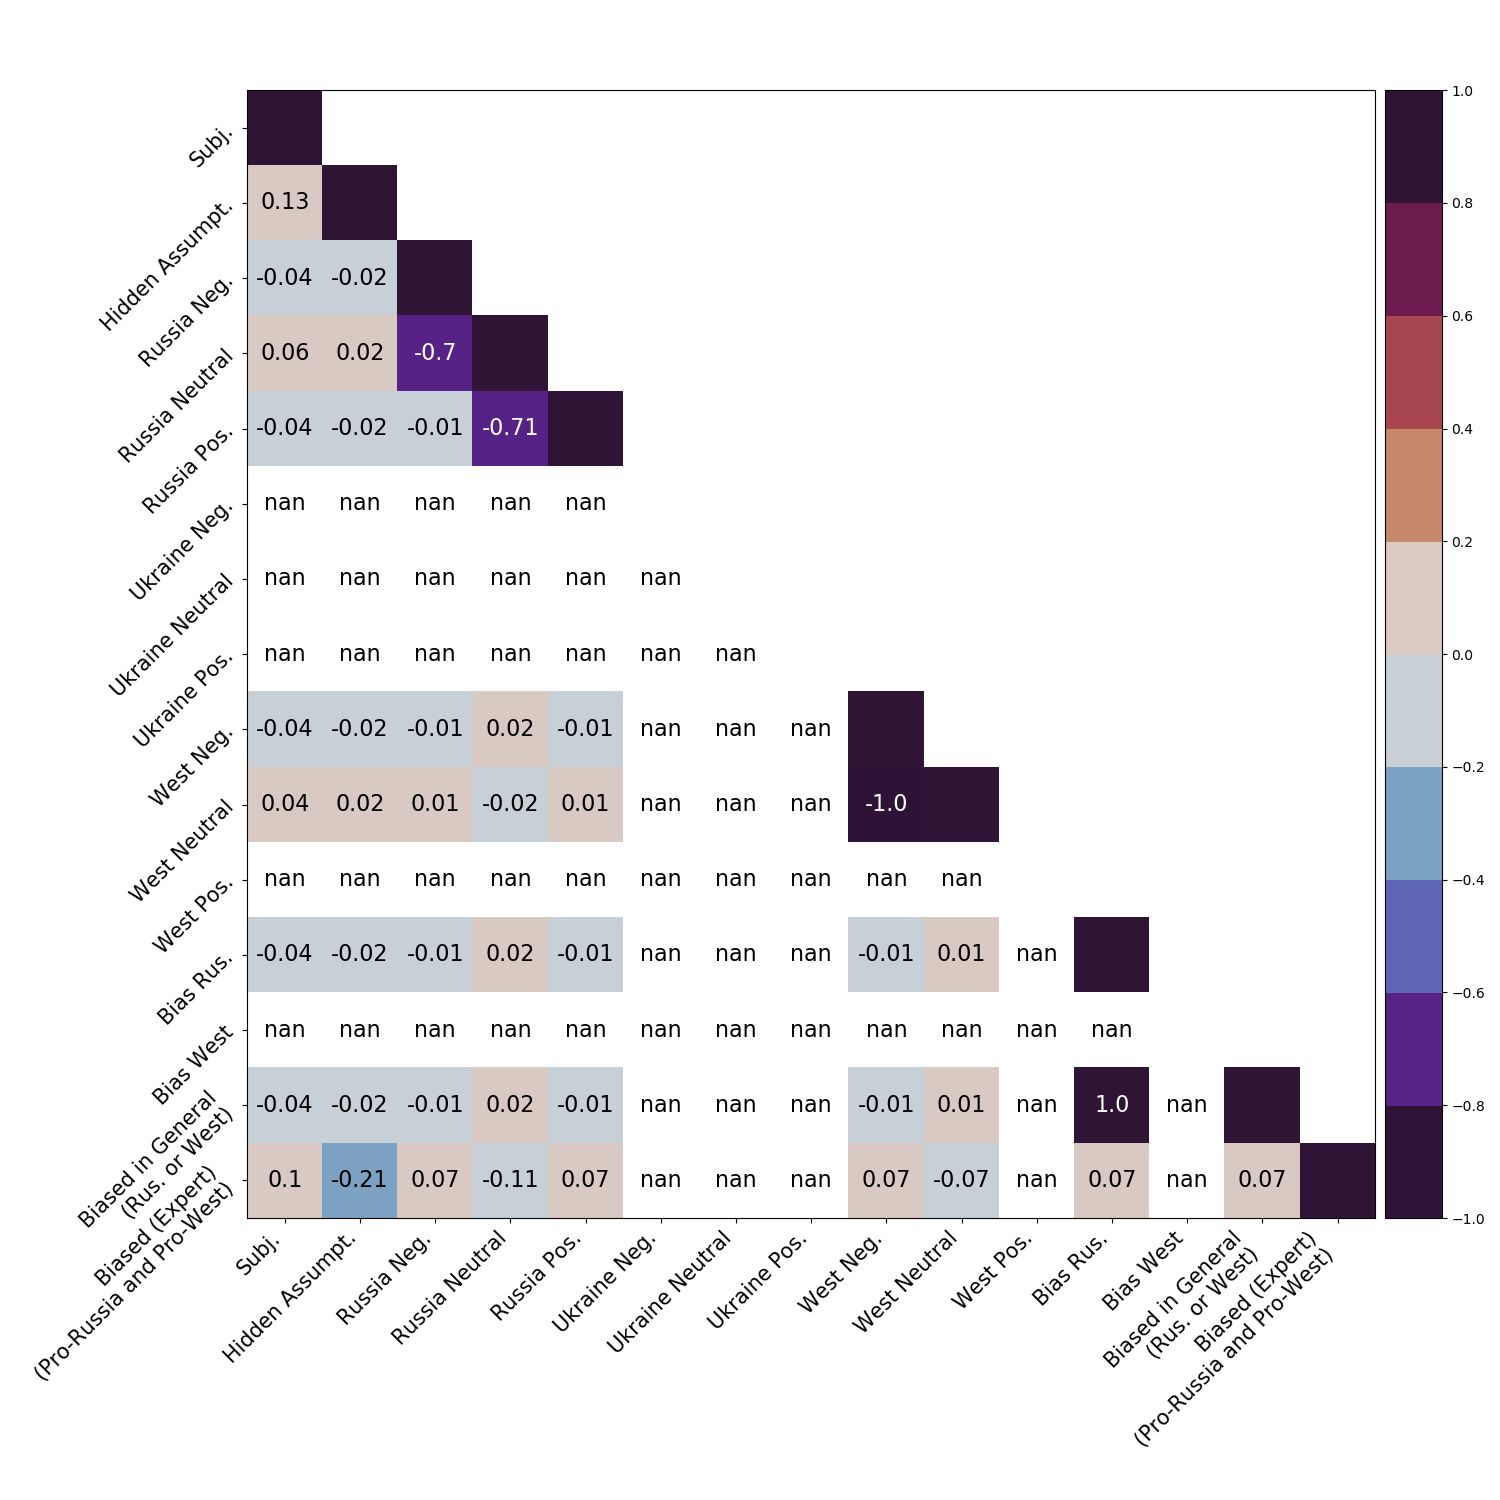 Subj.
Hidden Assumpt.
0.13
Russia Neg.
-0.04 -0.02
Russia Neutral
0.06 0.02 -0.7
Russia Pos.
-0.04 -0.02 -0.01 -0.71
Ukraine Neg.
nan nan nan nan nan
Ukraine Neutral
nan nan nan nan nan nan
Ukraine Pos.
nan nan nan nan nan nan nan
West Neg.
-0.04 -0.02 -0.01 0.02 -0.01 nan nan nan
West Neutral
0.04 0.02 0.01 -0.02 0.01 nan nan nan -1.0
West Pos.
nan nan nan nan nan nan nan nan nan nan
Bias Rus.
-0.04 -0.02 -0.01 0.02 -0.01 nan nan nan -0.01 0.01 nan
Bias West
nan nan nan nan nan nan nan nan nan nan nan nan
Biased in General
(Rus. or West)
-0.04 -0.02 -0.01 0.02 -0.01 nan nan nan -0.01 0.01 nan 1.0 nan
Biased (Expert)
(Pro-Russia and Pro-West)
0.1 -0.21 0.07 -0.11 0.07 nan nan nan 0.07 -0.07 nan 0.07 nan 0.07
Subj.
Hidden Assumpt.
Russia Neg.
Russia Neutral
Russia Pos.
Ukraine Neg.
Ukraine Neutral
Ukraine Pos.
West Neg.
West Neutral
West Pos.
Bias Rus.
Bias West
Biased in General
(Rus. or West)
Biased (Expert)
(Pro-Russia and Pro-West)
1.0
0.8
0.6
0.4
0.2
0.0
−0.2
−0.4
−0.6
−0.8
−1.0